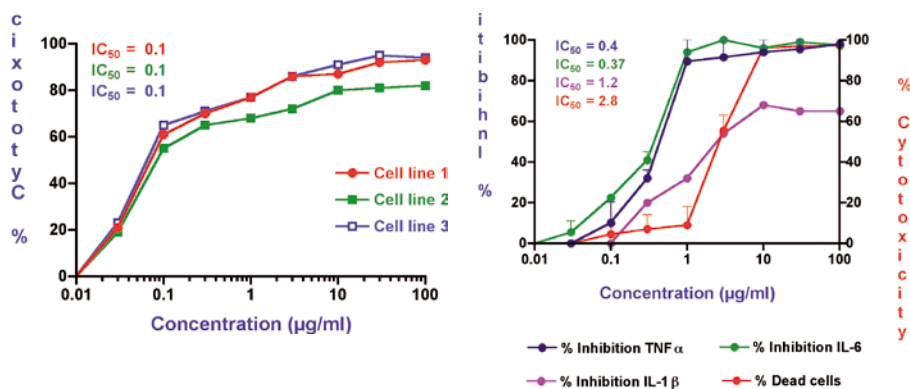 cixototyC %
100
80
60
40
20
0
IC50 = 0.1
IC50 = 0.1
IC50 = 0.1
Cell line 1
Cell line 2
Cell line 3
0.01 0.1 1 10 100
Concentration (µg/ml)
itibihnI %
100
80
60
40
20
0
IC50 = 0.4
IC50 = 0.37
IC50 = 1.2
IC50 = 2.8
100
80
60
40
20
0
% Cytotoxicity
0.01 0.1 1 10 100
Concentration (µg/ml)
% Inhibition TNFα
% Inhibition IL-6
% Inhibition IL-1β
% Dead cells